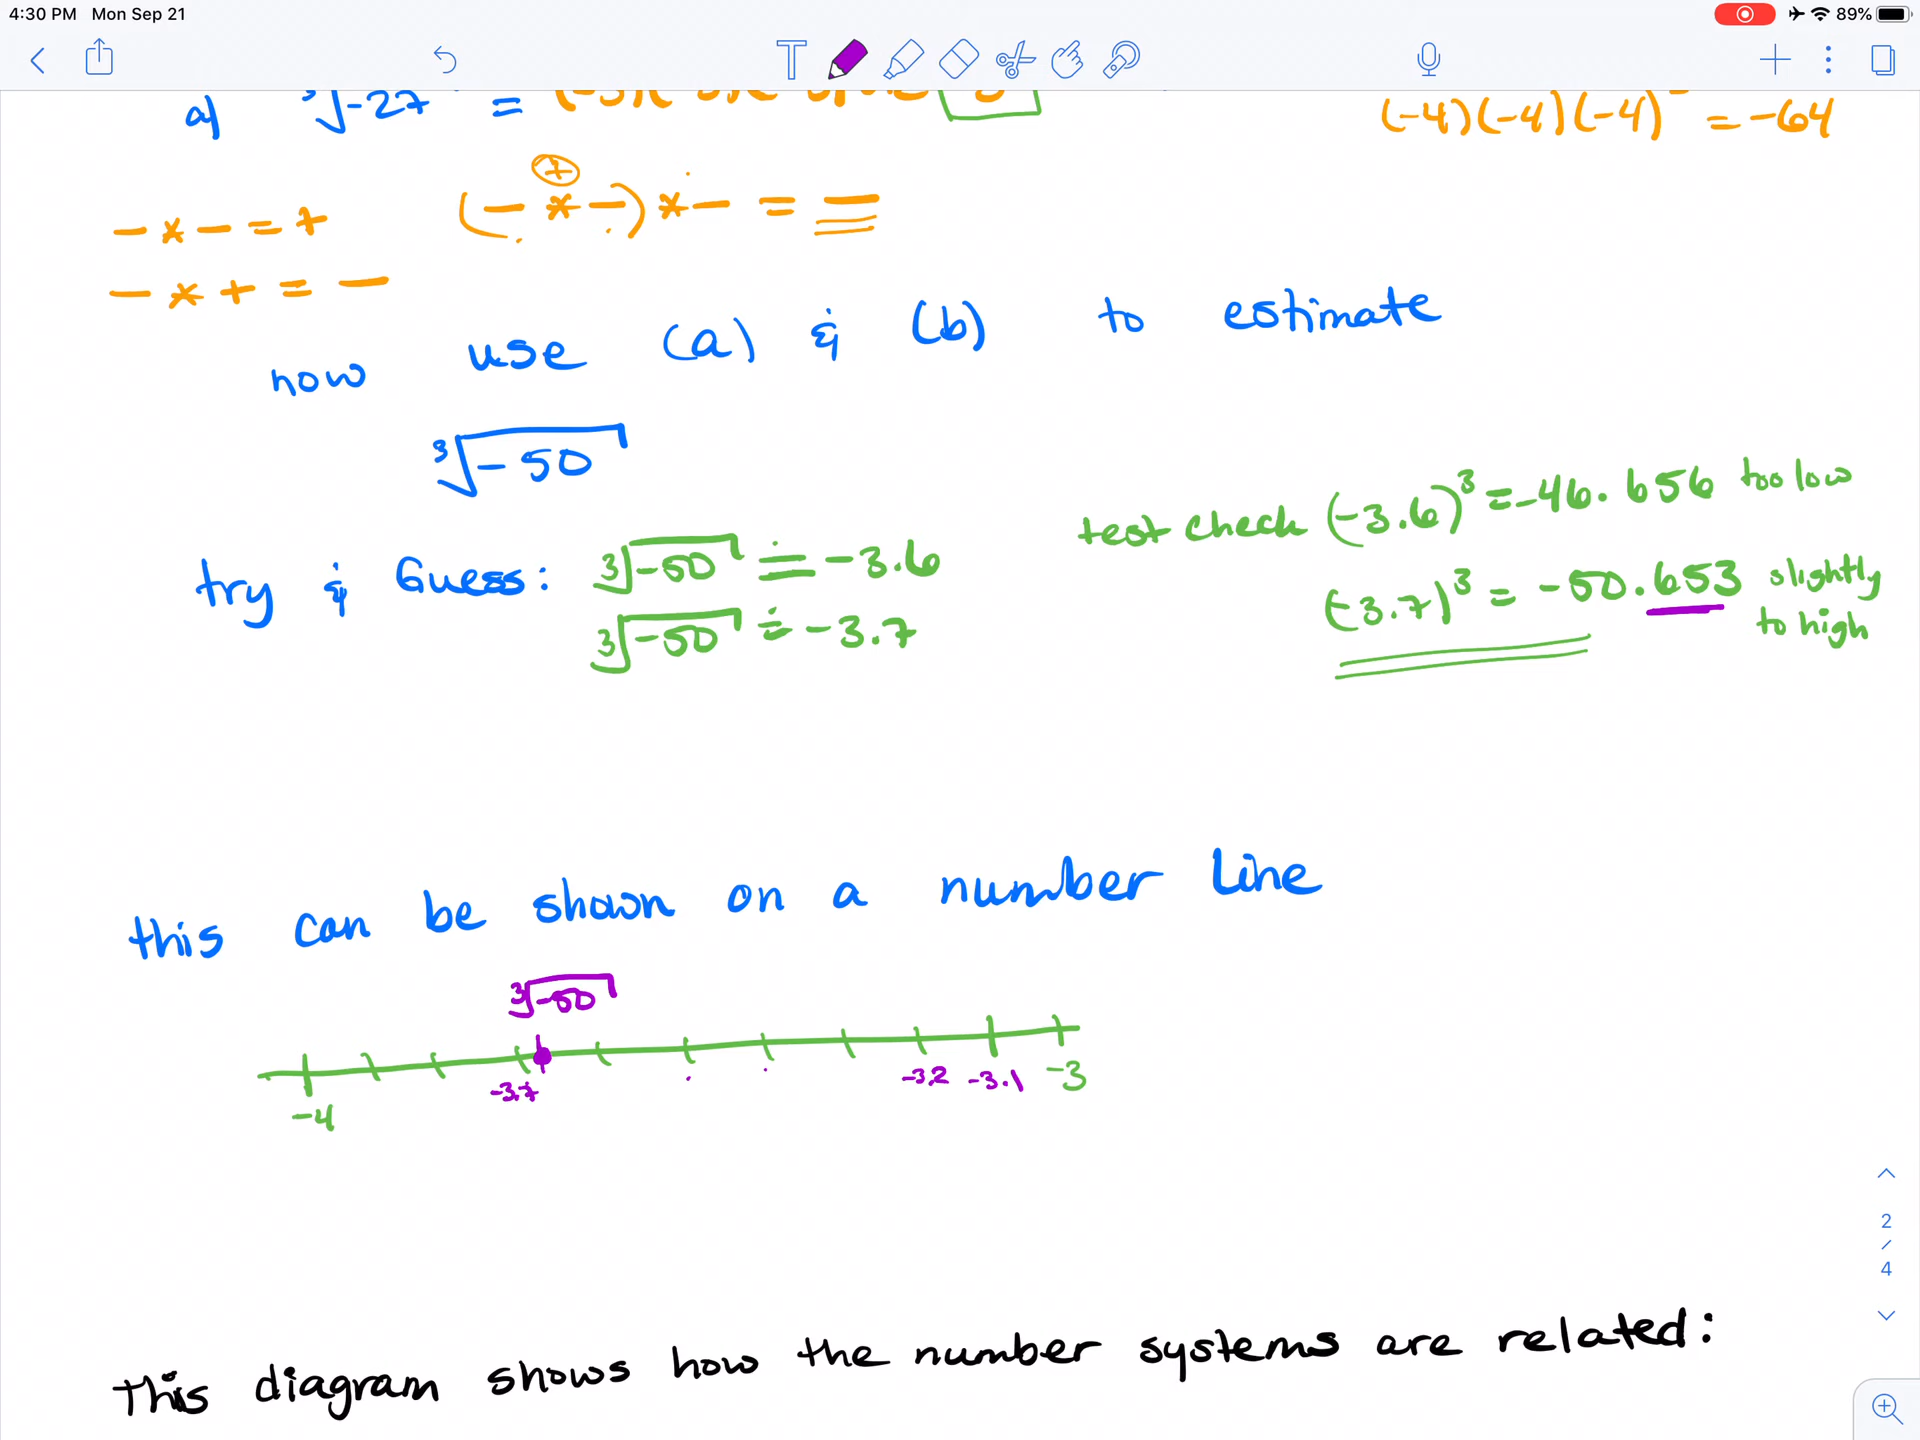 4:30 PM Mon Sep 21
89%
a) ∛-27 =
(-4)(-4)(-4) = -64
+
- * - = + (- * -) * - = -
- * + = -
now use (a) & (b) to estimate
∛-50
test check (-3.6)³ = -46.656 too low
try & Guess: ∛-50 ≐ -3.6
(-3.7)³ = -50.653 slightly to high
∛-50 ≐ -3.7
this can be shown on a number Line
∛-50
-4 -3.7 -3.2 -3.1 -3
2
/
4
This diagram shows how the number systems are related:
T